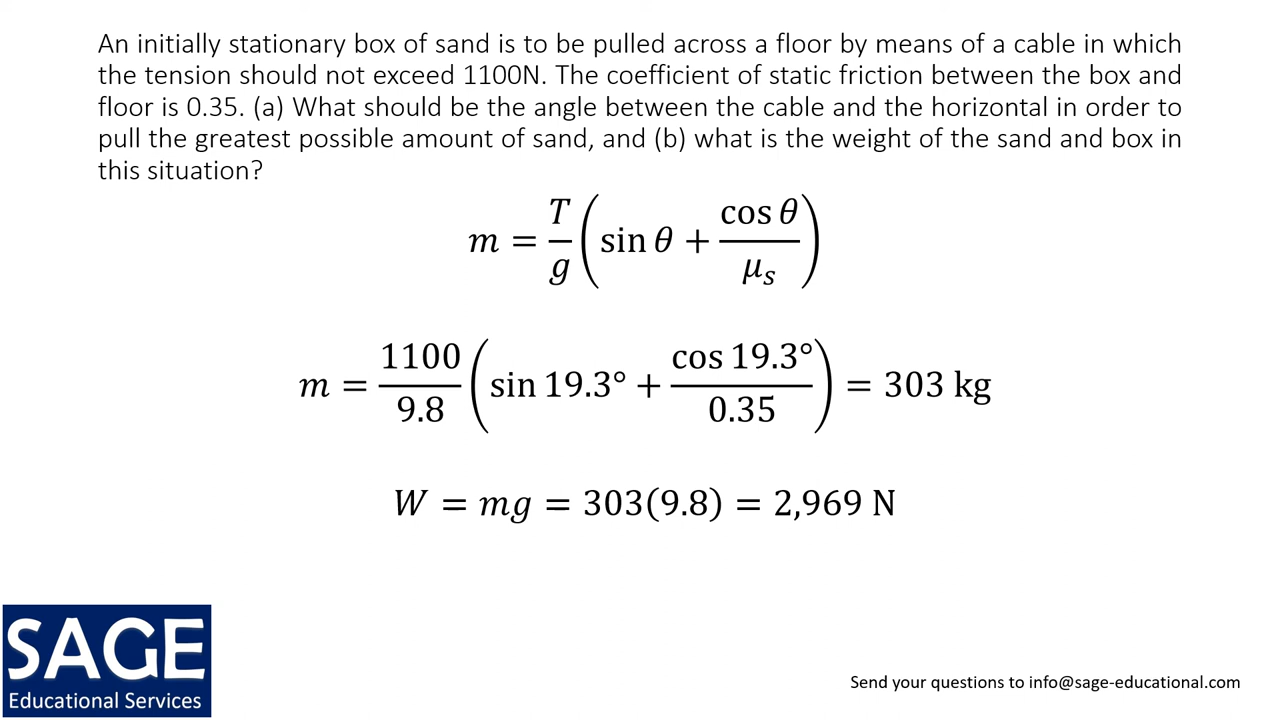 An initially stationary box of sand is to be pulled across a floor by means of a cable in which
the tension should not exceed 1100N. The coefficient of static friction between the box and
floor is 0.35. (a) What should be the angle between the cable and the horizontal in order to
pull the greatest possible amount of sand, and (b) what is the weight of the sand and box in
this situation?
m = T/g (sin θ + cos θ/μₛ)
m = 1100/9.8 (sin 19.3° + cos 19.3°/0.35) = 303 kg
W = mg = 303(9.8) = 2,969 N
SAGE
Educational Services
Send your questions to info@sage-educational.com